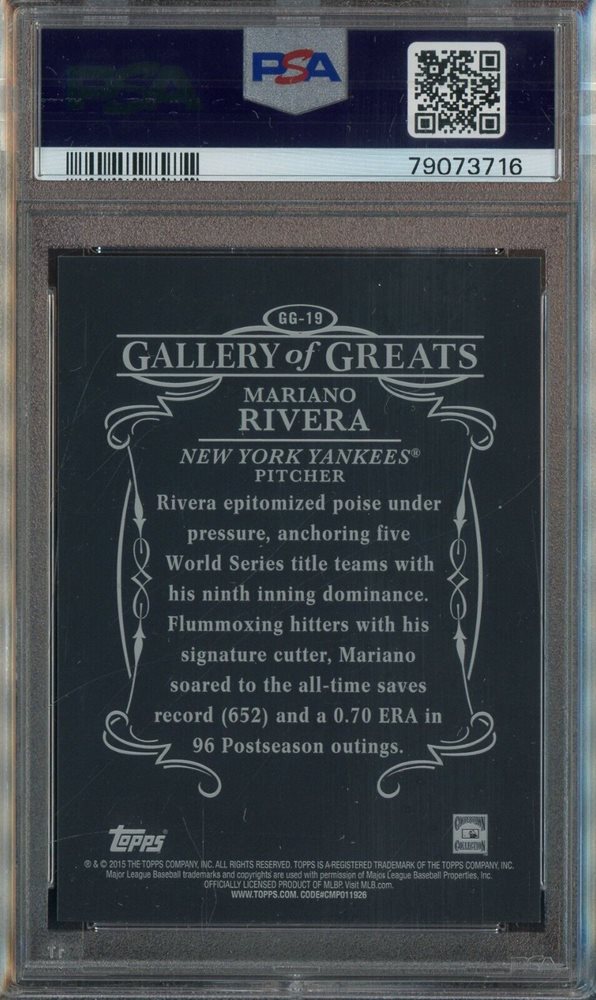 PSA
PSA
79073716
GG-19
GALLERY of GREATS
MARIANO
RIVERA
NEW YORK YANKEES®
PITCHER
Rivera epitomized poise under
pressure, anchoring five
World Series title teams with
his ninth inning dominance.
Flummoxing hitters with his
signature cutter, Mariano
soared to the all-time saves
record (652) and a 0.70 ERA in
96 Postseason outings.
Topps
COOPERSTOWN
COLLECTION
® & © 2015 THE TOPPS COMPANY, INC. ALL RIGHTS RESERVED. TOPPS IS A REGISTERED TRADEMARK OF THE TOPPS COMPANY, INC.
Major League Baseball trademarks and copyrights are used with permission of Major League Baseball Properties, Inc.
OFFICIALLY LICENSED PRODUCT OF MLBP. Visit MLB.com.
WWW.TOPPS.COM. CODE#CMP011926
PSA